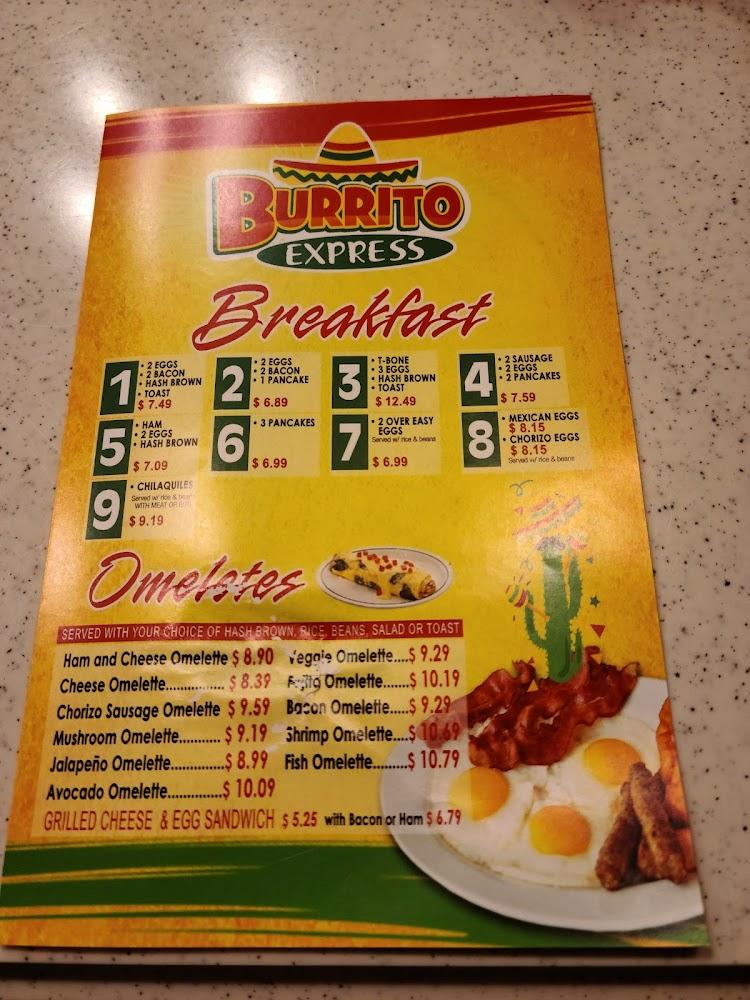 BURRITO
EXPRESS
Breakfast
1
• 2 EGGS
• 2 BACON
• HASH BROWN
• TOAST
$ 7.49
2
• 2 EGGS
• 2 BACON
• 1 PANCAKE
$ 6.89
3
• T-BONE
• 3 EGGS
• HASH BROWN
• TOAST
$ 12.49
4
• 2 SAUSAGE
• 2 EGGS
• 2 PANCAKES
$ 7.59
5
• HAM
• 2 EGGS
• HASH BROWN
$ 7.09
6
• 3 PANCAKES
$ 6.99
7
• 2 OVER EASY
EGGS
Served w/ rice & beans
$ 6.99
8
• MEXICAN EGGS
$ 8.15
• CHORIZO EGGS
$ 8.15
Served w/ rice & beans
9
• CHILAQUILES
Served w/ rice & beans
WITH MEAT OR
$ 9.19
Omelettes
SERVED WITH YOUR CHOICE OF HASH BROWN, RICE, BEANS, SALAD OR TOAST
Ham and Cheese Omelette $ 8.90
Cheese Omelette................ $ 8.39
Chorizo Sausage Omelette $ 9.59
Mushroom Omelette........... $ 9.19
Jalapeño Omelette..............$ 8.99
Avocado Omelette..............$ 10.09
Veggie Omelette....$ 9.29
Fajita Omelette.......$ 10.19
Bacon Omelette.....$ 9.29
Shrimp Omelette....$ 10.69
Fish Omelette.........$ 10.79
GRILLED CHEESE & EGG SANDWICH $ 5.25 with Bacon or Ham $ 6.79